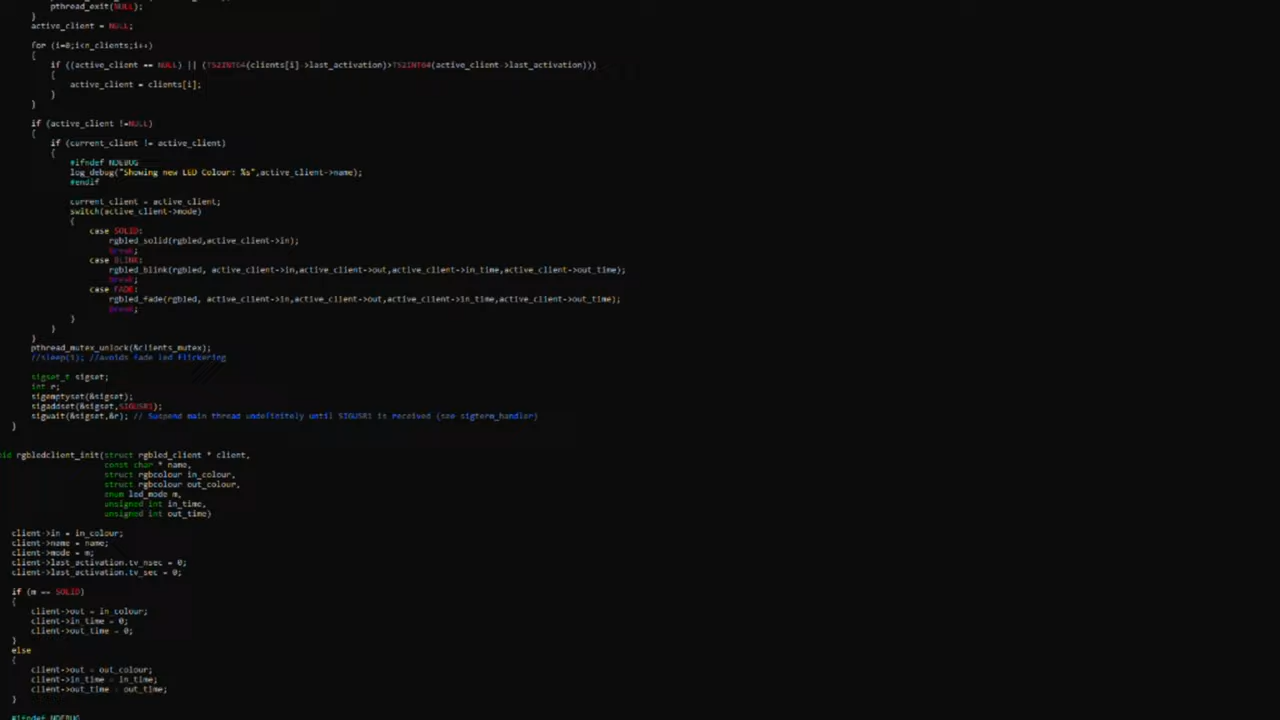 pthread_exit(NULL);
}
active_client = NULL;
for (i=0;i<n_clients;i++)
{
if ((active_client == NULL) || (TS2INT64(clients[i]->last_activation)>TS2INT64(active_client->last_activation)))
{
active_client = clients[i];
}
}
if (active_client !=NULL)
{
if (current_client != active_client)
{
#ifndef NDEBUG
log_debug("Showing new LED Colour: %s",active_client->name);
#endif
current_client = active_client;
switch(active_client->mode)
{
case SOLID:
rgbled_solid(rgbled,active_client->in);
break;
case BLINK:
rgbled_blink(rgbled, active_client->in,active_client->out,active_client->in_time,active_client->out_time);
break;
case FADE:
rgbled_fade(rgbled, active_client->in,active_client->out,active_client->in_time,active_client->out_time);
break;
}
}
}
pthread_mutex_unlock(&clients_mutex);
//sleep(1); //avoids fade led flickering
sigset_t sigset;
int r;
sigemptyset(&sigset);
sigaddset(&sigset,SIGUSR1);
sigwait(&sigset,&r); // Suspend main thread undefinitely until SIGUSR1 is received (see sigterm_handler)
}
id rgbledclient_init(struct rgbled_client * client,
const char * name,
struct rgbcolour in_colour,
struct rgbcolour out_colour,
enum led_mode m,
unsigned int in_time,
unsigned int out_time)
client->in = in_colour;
client->name = name;
client->mode = m;
client->last_activation.tv_nsec = 0;
client->last_activation.tv_sec = 0;
if (m == SOLID)
{
client->out = in_colour;
client->in_time = 0;
client->out_time = 0;
}
else
{
client->out = out_colour;
client->in_time = in_time;
client->out_time = out_time;
}
#ifndef NDEBUG